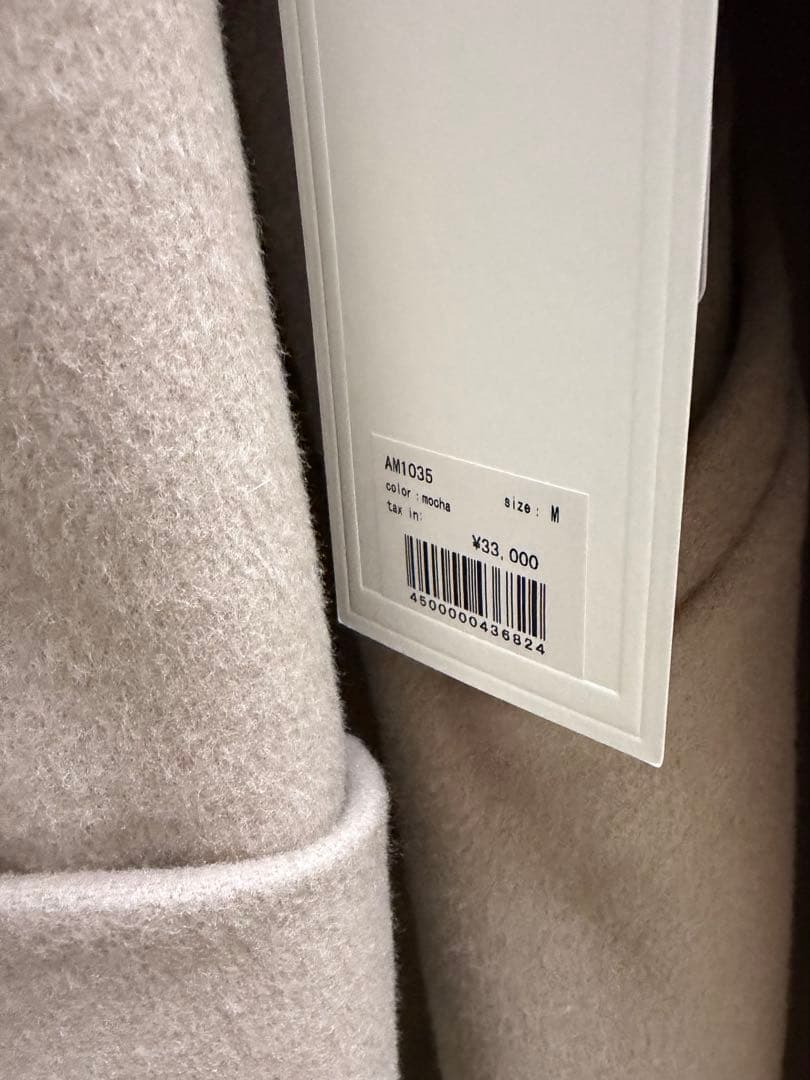 AM1035
color : mocha size : M
tax in:
¥33,000
4500000436824